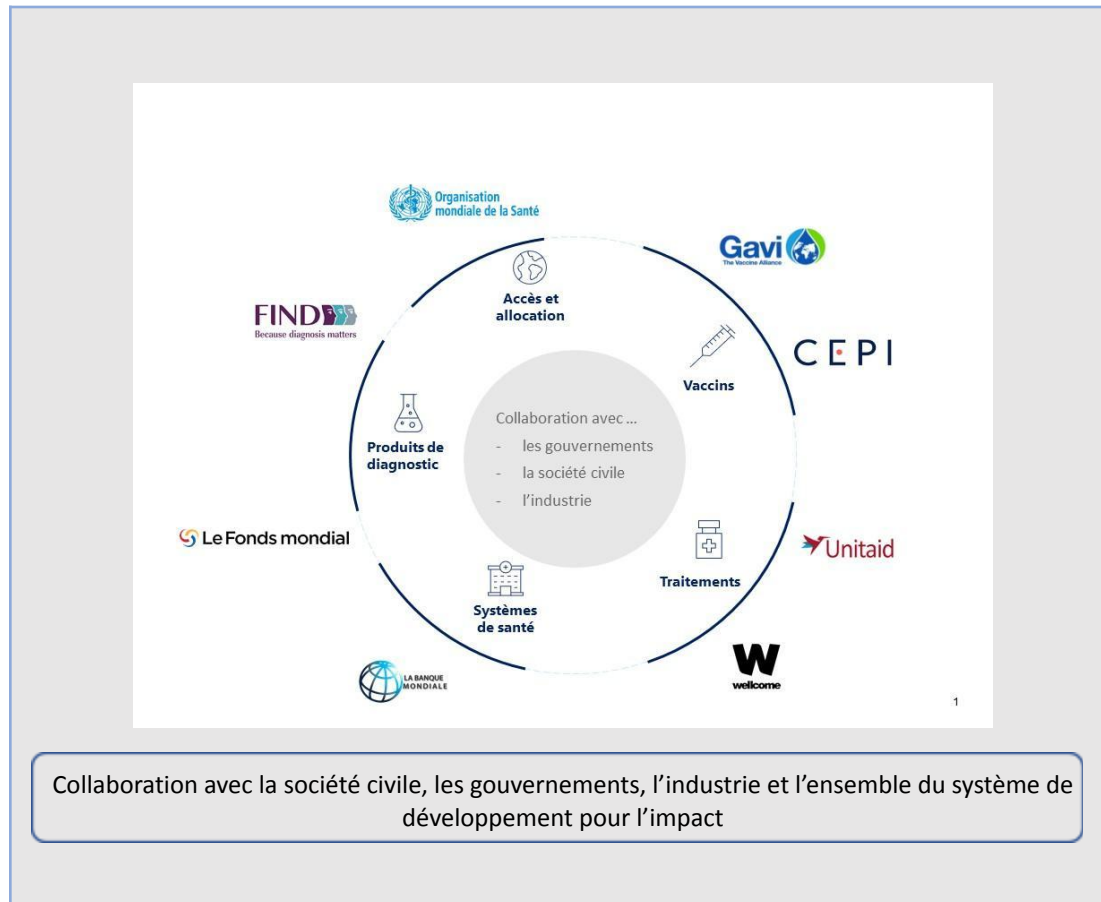 Organisation
mondiale de la Santé
Gavi
The Vaccine Alliance
FIND
Because diagnosis matters
Accès et
allocation
CEPI
Vaccins
Collaboration avec ...
- les gouvernements
- la société civile
- l’industrie
Produits de
diagnostic
Le Fonds mondial
Unitaid
Traitements
Systèmes
de santé
LA BANQUE
MONDIALE
W
wellcome
1
Collaboration avec la société civile, les gouvernements, l’industrie et l’ensemble du système de
développement pour l’impact